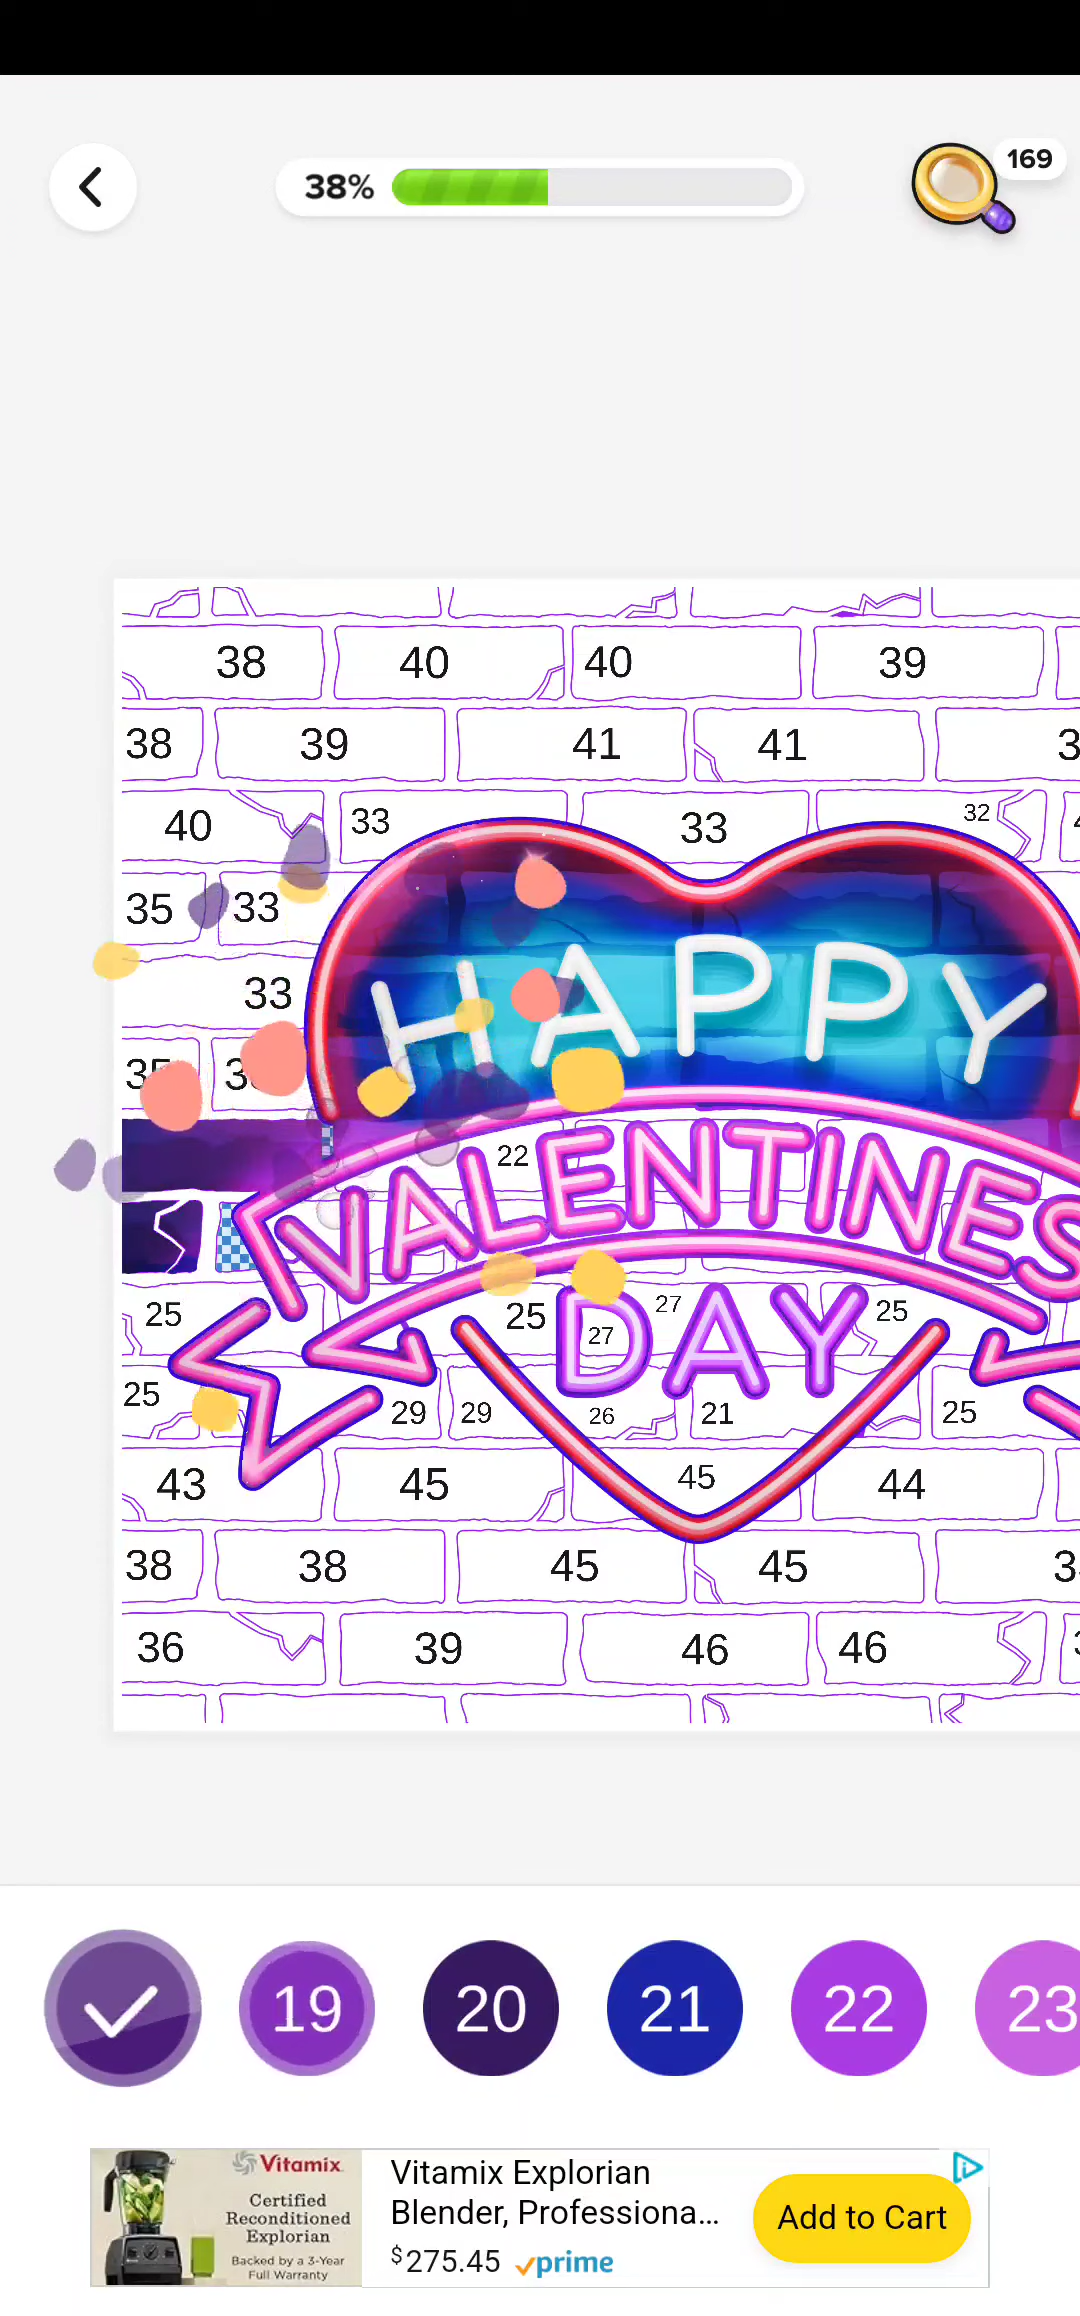 169
38%
38 40 40 39
38 39 41 41
40 33 33 32
35 33
HAPPY
33
22
VALENTINES
25 25 27 25
DAY
27
25 29 29 26 21 25
43 45 45 44
38 38 45 45
36 39 46 46
19 20 21 22 23
Vitamix
Certified
Reconditioned
Explorian
Backed by a 3-Year
Full Warranty
Vitamix Explorian
Blender, Professiona...
$275.45 prime
Add to Cart